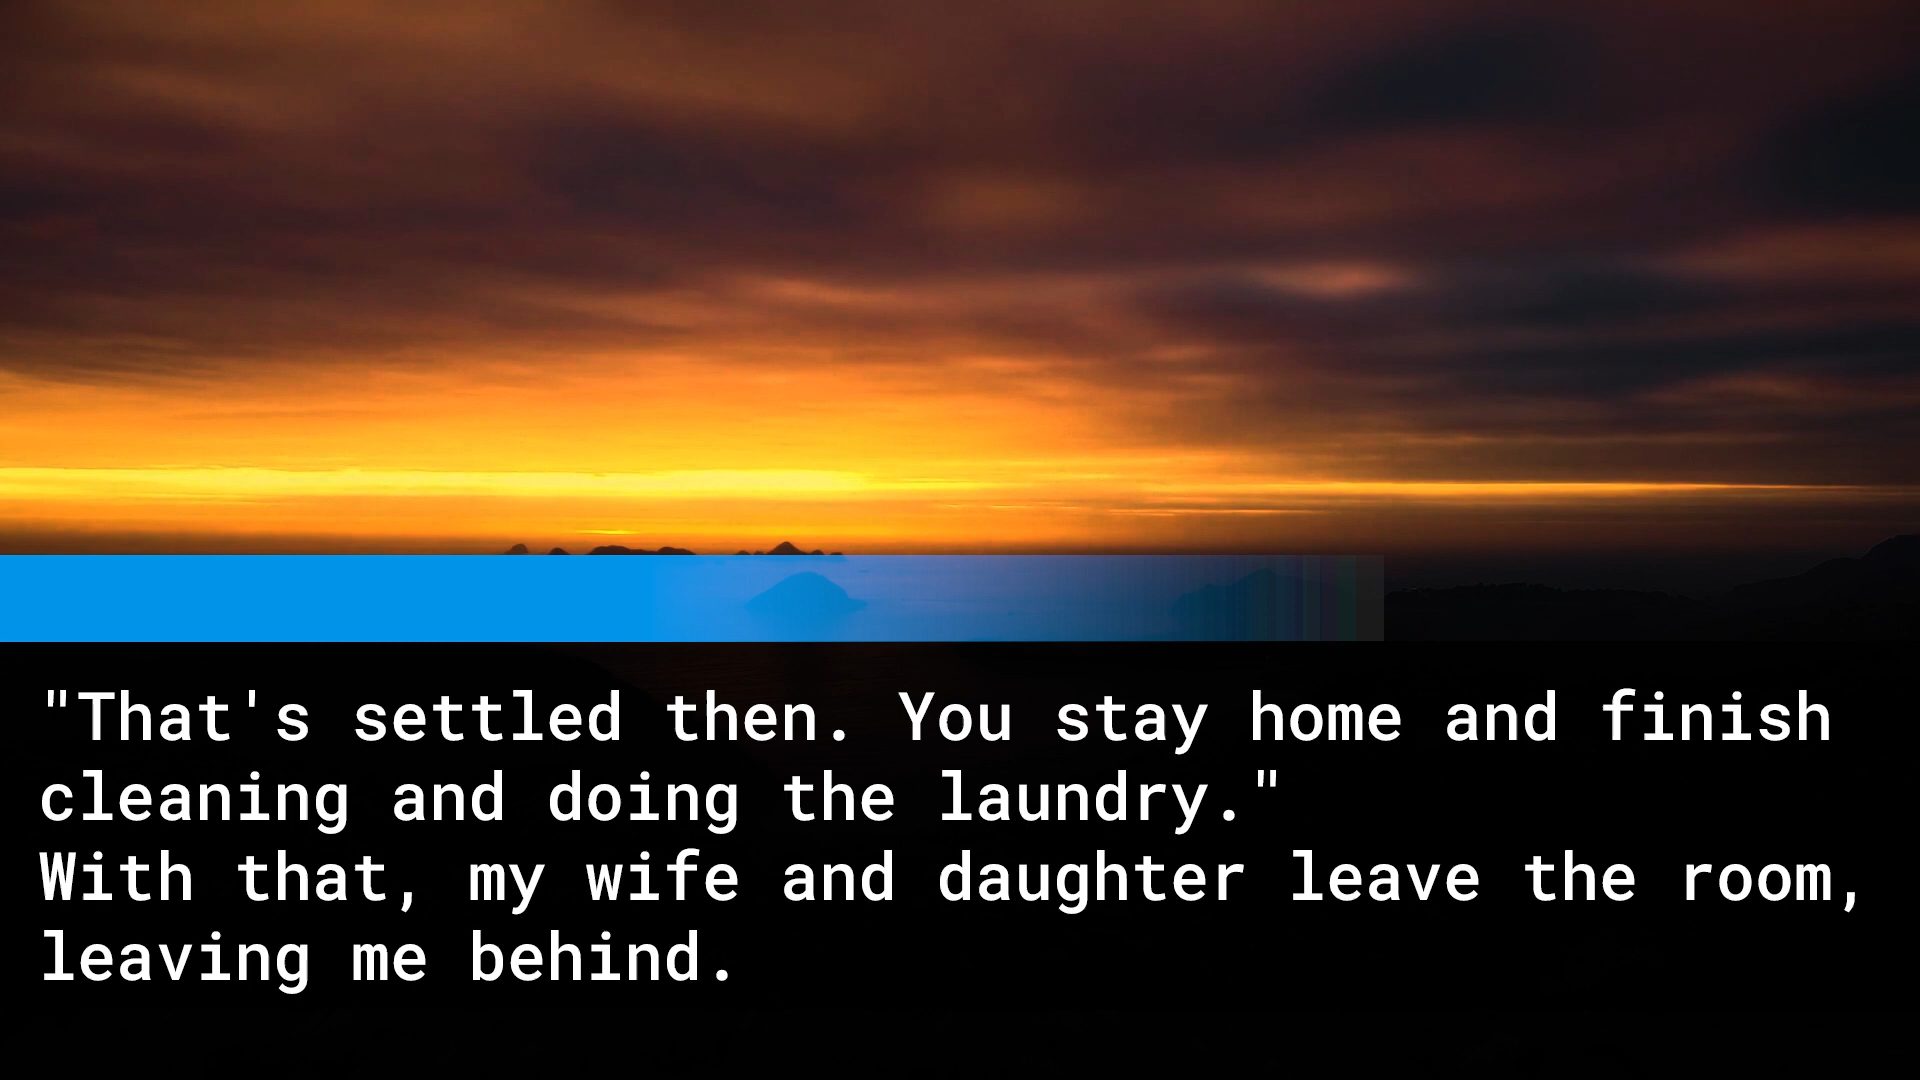 "That's settled then. You stay home and finish
cleaning and doing the laundry."
With that, my wife and daughter leave the room,
leaving me behind.